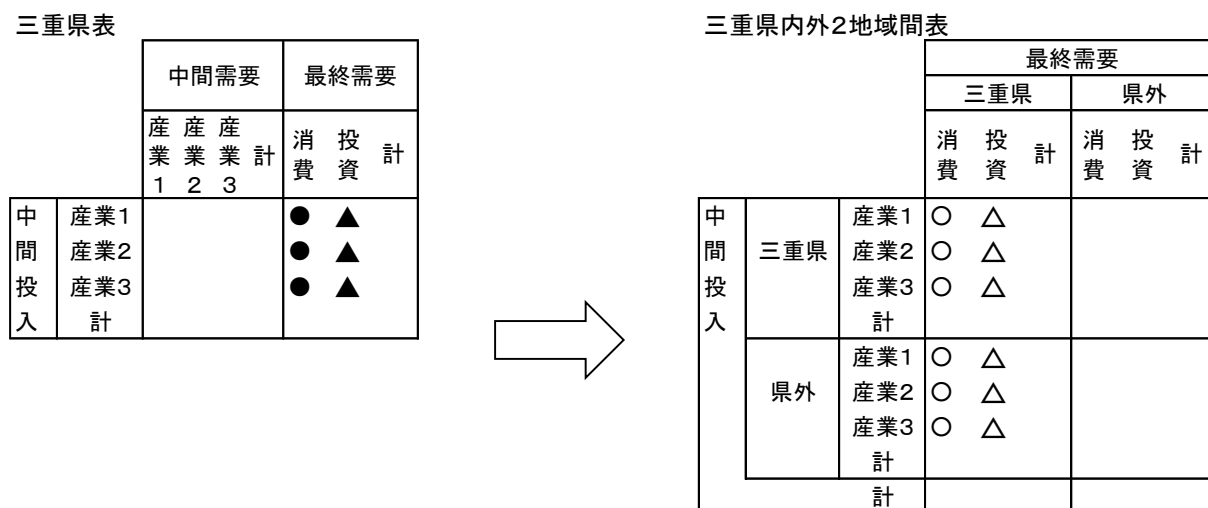 三重県表
中間需要 最終需要
産業1 産業2 産業3 計 消費 投資 計
中間投入
産業1 ● ▲
産業2 ● ▲
産業3 ● ▲
計
三重県内外2地域間表
最終需要
三重県 県外
消費 投資 計 消費 投資 計
中間投入
三重県
産業1 ○ △
産業2 ○ △
産業3 ○ △
計
県外
産業1 ○ △
産業2 ○ △
産業3 ○ △
計
計